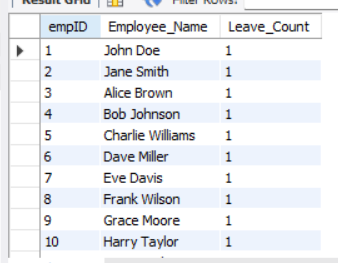 Result Grid Filter Rows:
empID Employee_Name Leave_Count
1 John Doe 1
2 Jane Smith 1
3 Alice Brown 1
4 Bob Johnson 1
5 Charlie Williams 1
6 Dave Miller 1
7 Eve Davis 1
8 Frank Wilson 1
9 Grace Moore 1
10 Harry Taylor 1